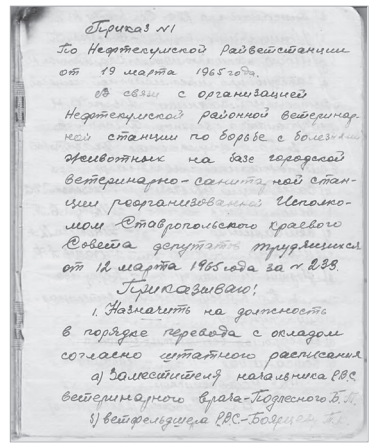 Приказ №1
По Нефтекумской Райветстанции
от 19 марта 1965 года.
В связи с организацией
Нефтекумской районной ветеринар-
ной станции по борьбе с болезнями
животных на базе городской
ветеринарно-санитарной стан-
ции реорганизованной Исполко-
мом Ставропольского краевого
Совета депутатов трудящихся
от 12 марта 1965 года за № 239.
Приказываю!
1. Назначить на должность
в порядке перевода с окладом
согласно штатного расписания
а) Заместителя начальника РВС
ветеринарного врача-Подлесного Б.
б) ветфельдшера РВС-